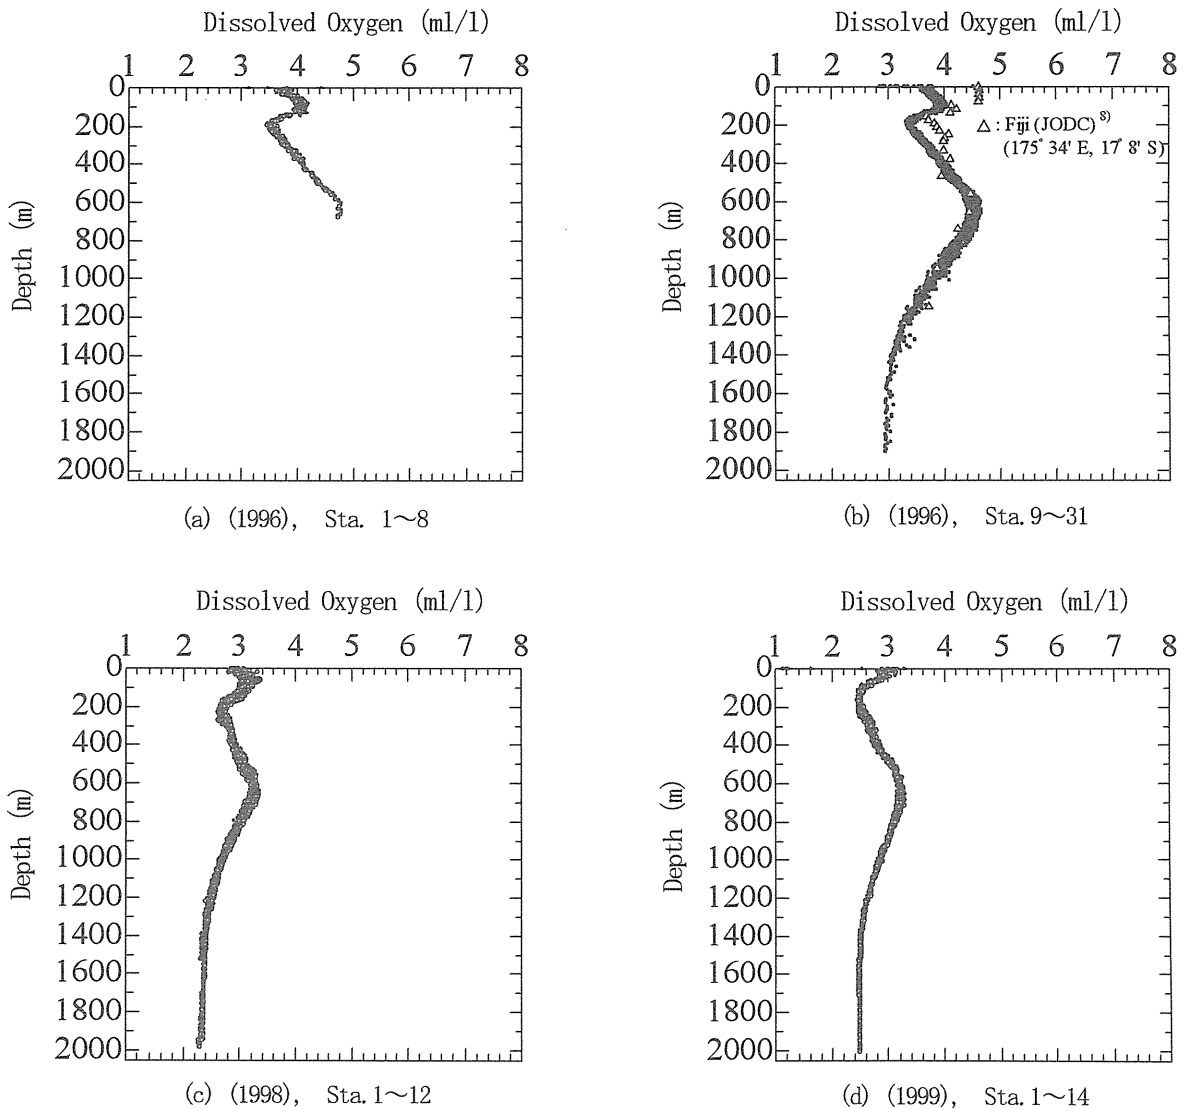 Dissolved Oxygen (ml/l)
1 2 3 4 5 6 7 8
0
200
400
600
800
1000
1200
1400
1600
1800
2000
Depth (m)
(a) (1996), Sta. 1～8
Dissolved Oxygen (ml/l)
1 2 3 4 5 6 7 8
0
200
400
600
800
1000
1200
1400
1600
1800
2000
Depth (m)
△ : Fiji (JODC) 8)
(175° 34' E, 17° 8' S)
(b) (1996), Sta. 9～31
Dissolved Oxygen (ml/l)
1 2 3 4 5 6 7 8
0
200
400
600
800
1000
1200
1400
1600
1800
2000
Depth (m)
(c) (1998), Sta. 1～12
Dissolved Oxygen (ml/l)
1 2 3 4 5 6 7 8
0
200
400
600
800
1000
1200
1400
1600
1800
2000
Depth (m)
(d) (1999), Sta. 1～14